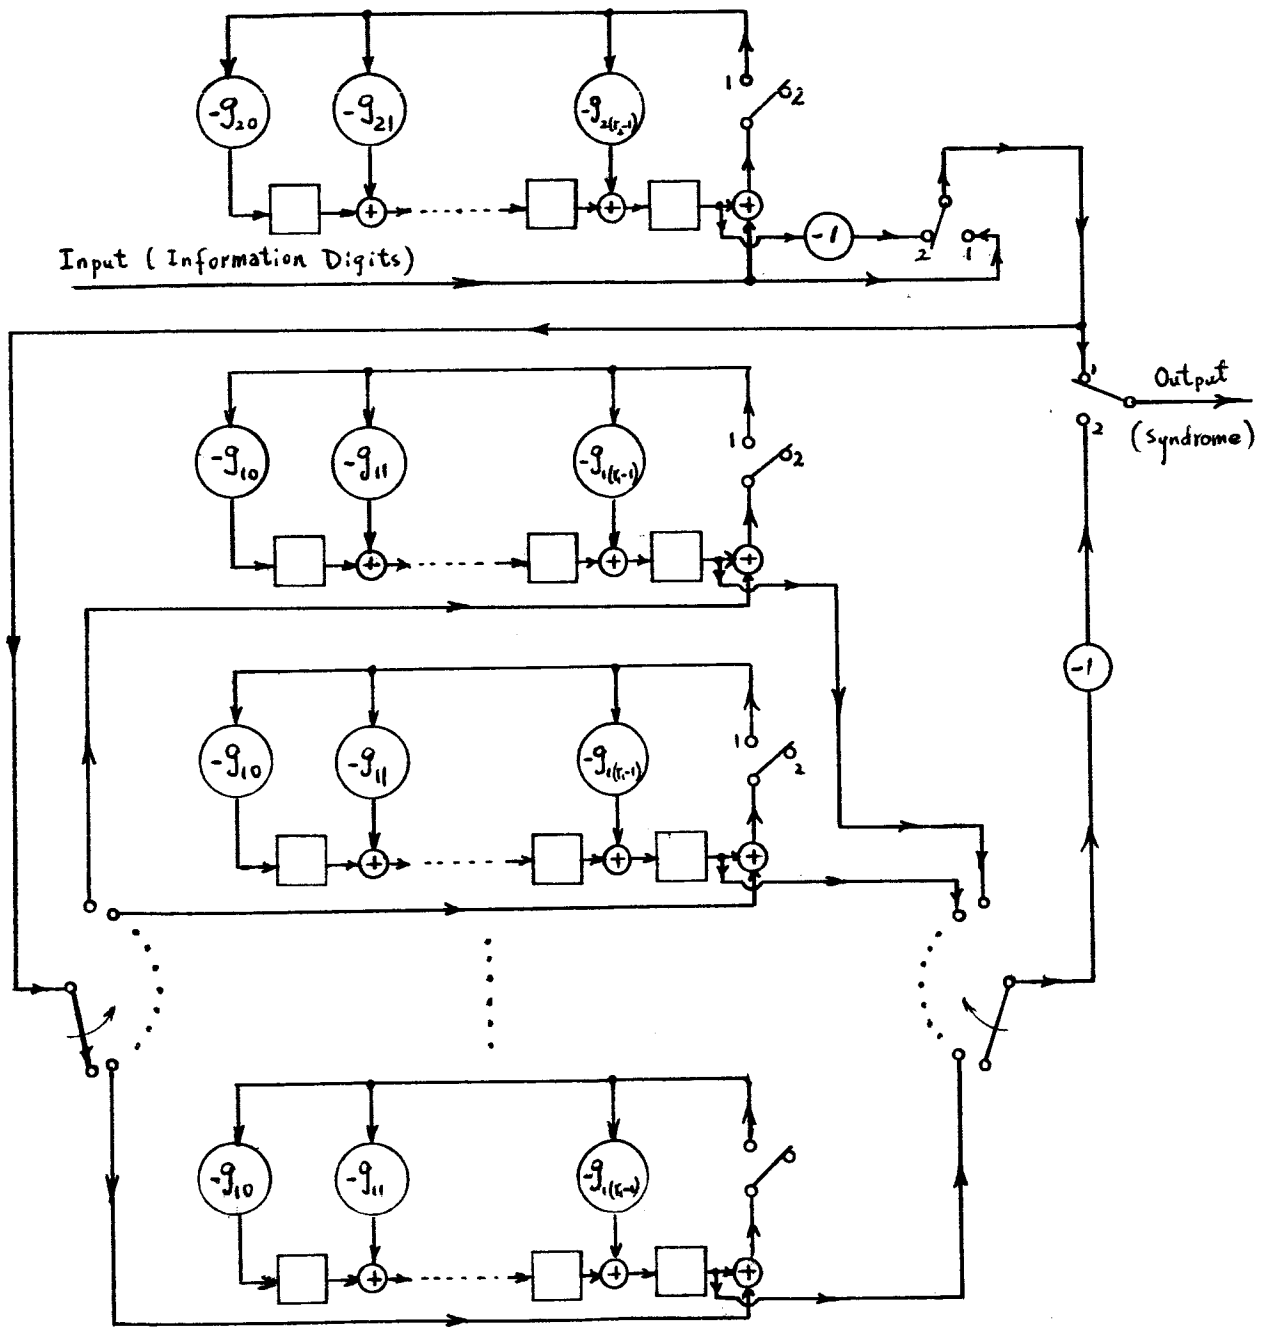 -g20 -g21 -g2(r2-1)
1 2
+ + +
-1
2 1
Input ( Information Digits)
1
Output
2
(Syndrome)
-g10 -g11 -g1(r1-1)
1 2
+ + +
-1
-g10 -g11 -g1(r1-1)
1 2
+ + +
-g10 -g11 -g1(r1-1)
+ + +